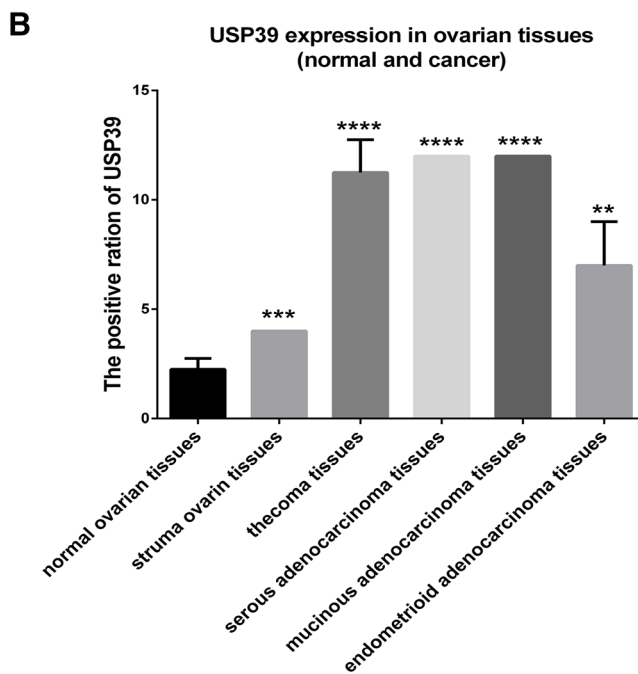 B
USP39 expression in ovarian tissues
(normal and cancer)
The positive ration of USP39
15
10
5
0
****
****
****
**
***
normal ovarian tissues
struma ovarin tissues
thecoma tissues
serous adenocarcinoma tissues
mucinous adenocarcinoma tissues
endometrioid adenocarcinoma tissues